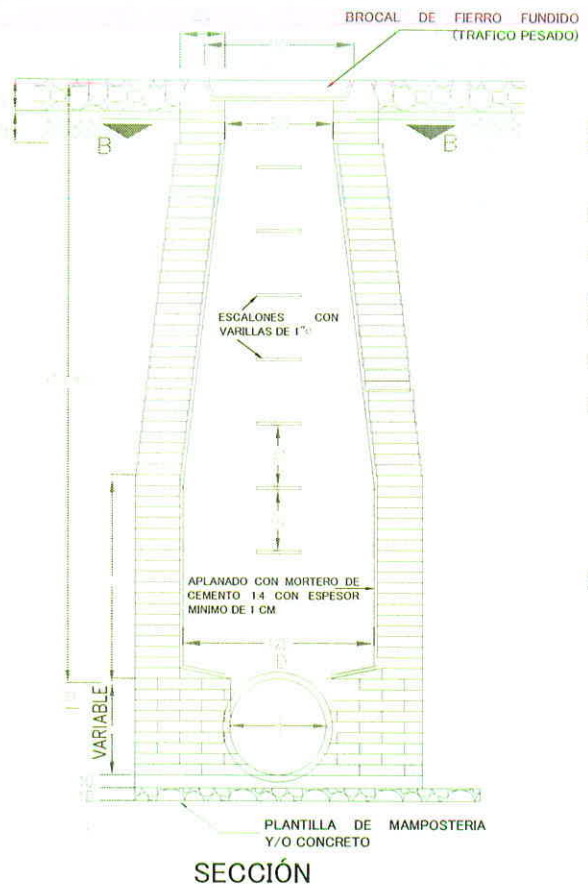 BROCAL DE FIERRO FUNDIDO
(TRAFICO PESADO)
B
B
ESCALONES CON
VARILLAS DE 1"∅
APLANADO CON MORTERO DE
CEMENTO 1:4 CON ESPESOR
MINIMO DE 1 CM
D
VARIABLE
PLANTILLA DE MAMPOSTERIA
Y/O CONCRETO
SECCIÓN